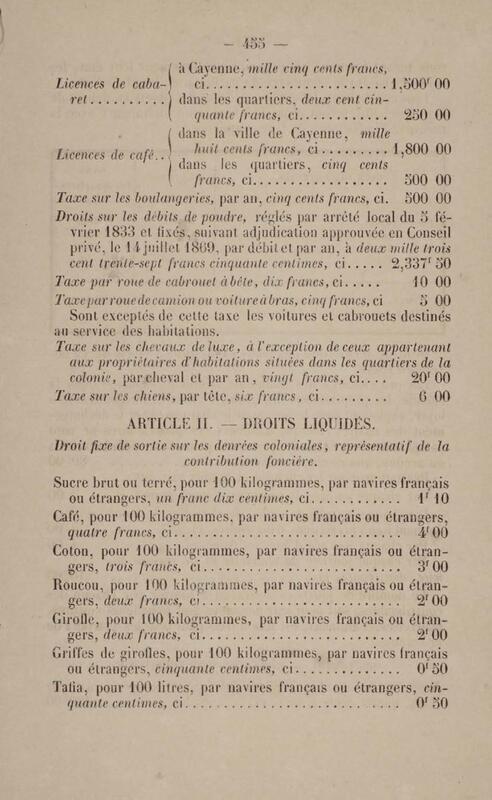 — 455 —
à Cayenne, mille cinq cents francs,
Licences de caba- ci........................ 1,500f 00
ret.......... dans les quartiers, deux cent cin-
quante francs, ci............ 250 00
dans la ville de Cayenne, mille
huit cents francs, ci ......... 1,800 00
Licences de café..
dans les quartiers, cinq cents
francs, ci.................. 500 00
Taxe sur les boulangeries, par an, cinq cents francs, ci. 500 00
Droits sur les débits de poudre, réglés par arrêté local du 5 fé-
vrier 1833 et fixés, suivant adjudication approuvée en Conseil
privé, le 14 juillet 1869, par débit et par an, à deux mille trois
cent trente-sept francs cinquante centimes, ci..... 2,337f 50
Taxe par roue de cabrouet à bête, dix francs, ci..... 10 00
Taxe par roue de camion ou voiture à bras, cinq francs, ci 5 00
Sont exceptés de cette taxe les voitures et cabrouets destinés
au service des habitations.
Taxe sur les chevaux de luxe, à l'exception de ceux appartenant
aux propriétaires d'habitations situées dans les quartiers de la
colonie, par cheval et par an, vingt francs, ci.... 20f 00
Taxe sur les chiens, par tête, six francs, ci......... 6 00
ARTICLE II. — DROITS LIQUIDÉS.
Droit fixe de sortie sur les denrées coloniales, représentatif de la
contribution foncière.
Sucre brut ou terré, pour 100 kilogrammes, par navires français
ou étrangers, un franc dix centimes, ci............ 1f 10
Café, pour 100 kilogrammes, par navires français ou étrangers,
quatre francs, ci............................ 4f 00
Coton, pour 100 kilogrammes, par navires français ou étran-
gers, trois francs, ci........................ 3f 00
Roucou, pour 100 kilogrammes, par navires français ou étran-
gers, deux francs, ci........................ 2f 00
Girofle, pour 100 kilogrammes, par navires français ou étran-
gers, deux francs, ci........................ 2f 00
Griffes de girofles, pour 100 kilogrammes, par navires français
ou étrangers, cinquante centimes, ci.............. 0f 50
Tafia, pour 100 litres, par navires français ou étrangers, cin-
quante centimes, ci............................ 0f 50